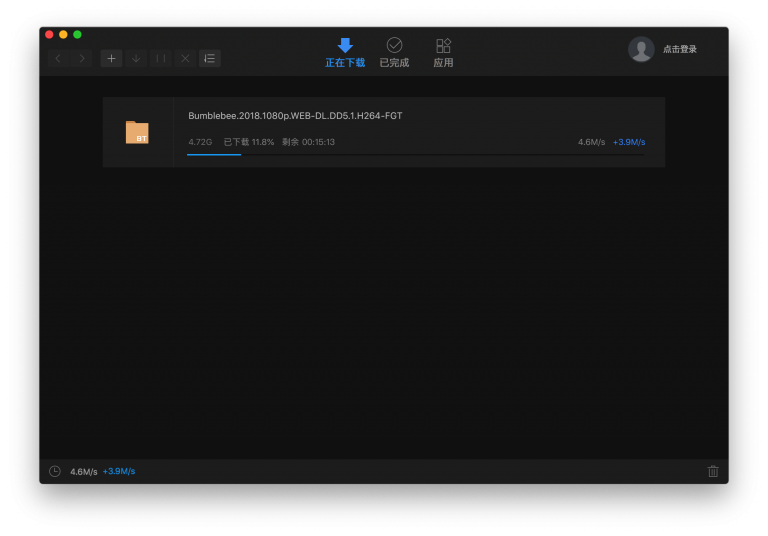 正在下载 已完成 应用 点击登录
Bumblebee.2018.1080p.WEB-DL.DD5.1.H264-FGT
BT
4.72G 已下载 11.8% 剩余 00:15:13 4.6M/s +3.9M/s
4.6M/s +3.9M/s